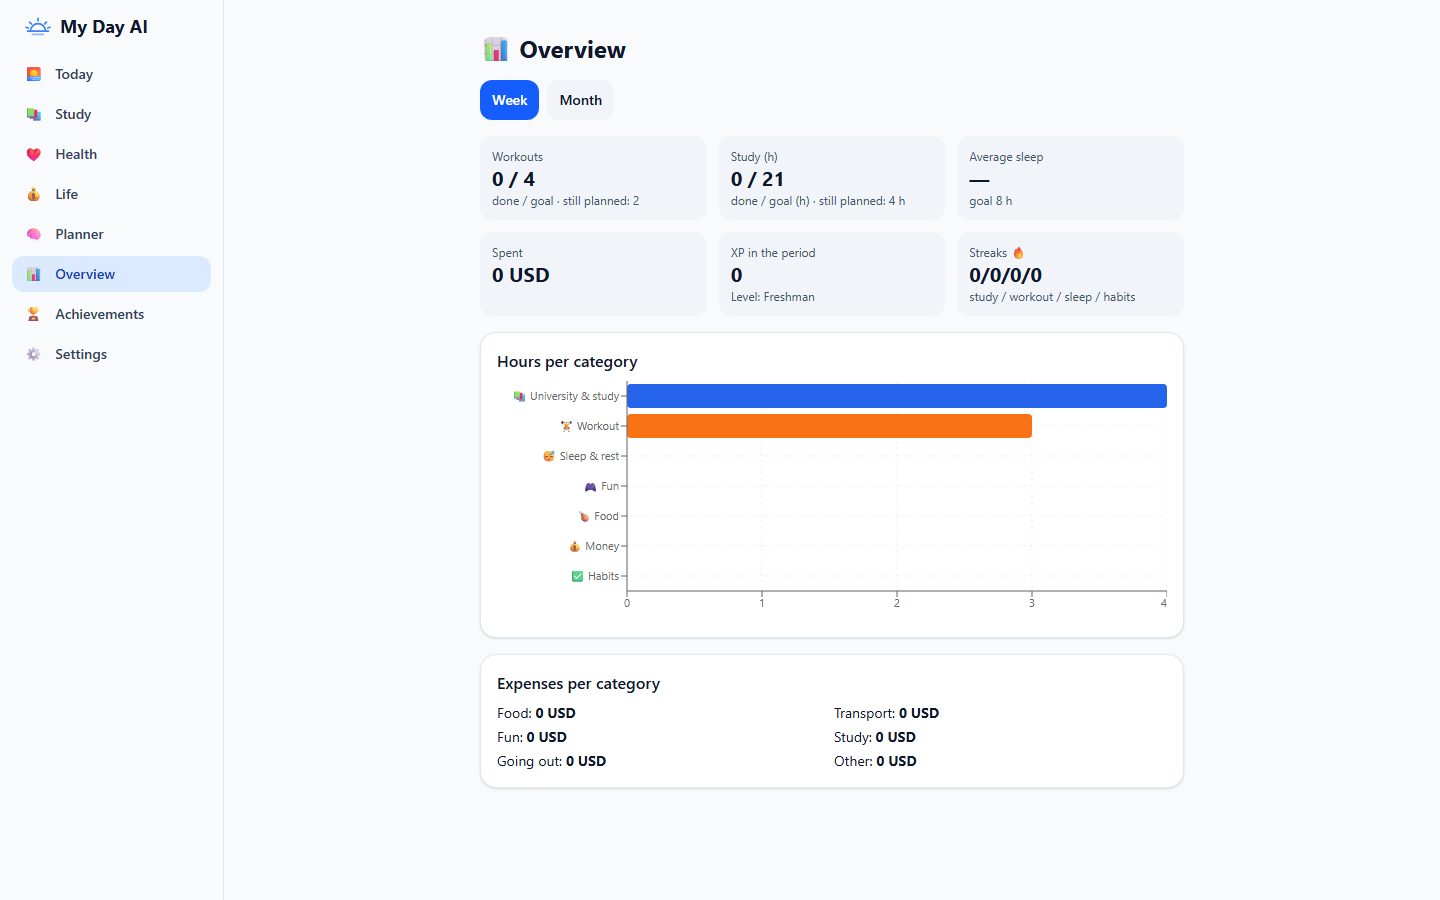 My Day AI
Today
Study
Health
Life
Planner
Overview
Achievements
Settings
Overview
Week Month
Workouts
0 / 4
done / goal · still planned: 2
Study (h)
0 / 21
done / goal (h) · still planned: 4 h
Average sleep
—
goal 8 h
Spent
0 USD
XP in the period
0
Level: Freshman
Streaks 🔥
0/0/0/0
study / workout / sleep / habits
Hours per category
University & study
Workout
Sleep & rest
Fun
Food
Money
Habits
0 1 2 3 4
Expenses per category
Food: 0 USD Transport: 0 USD
Fun: 0 USD Study: 0 USD
Going out: 0 USD Other: 0 USD